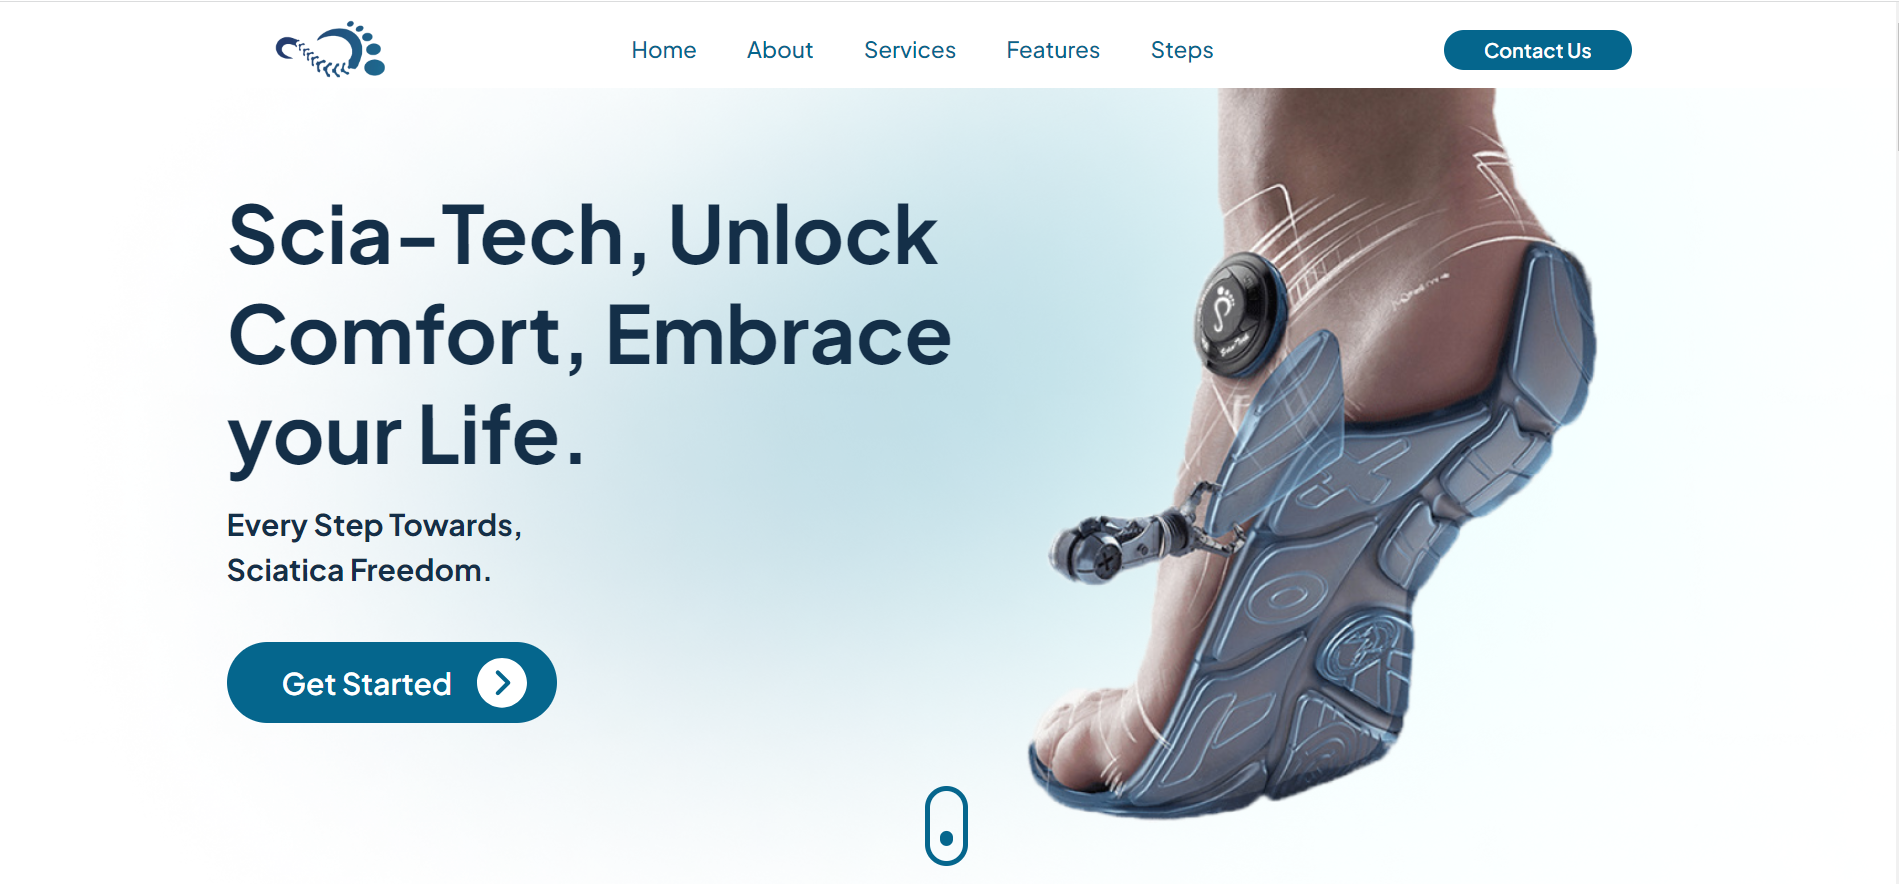 Home About Services Features Steps Contact Us
Scia-Tech, Unlock
Comfort, Embrace
your Life.
Every Step Towards,
Sciatica Freedom.
Get Started